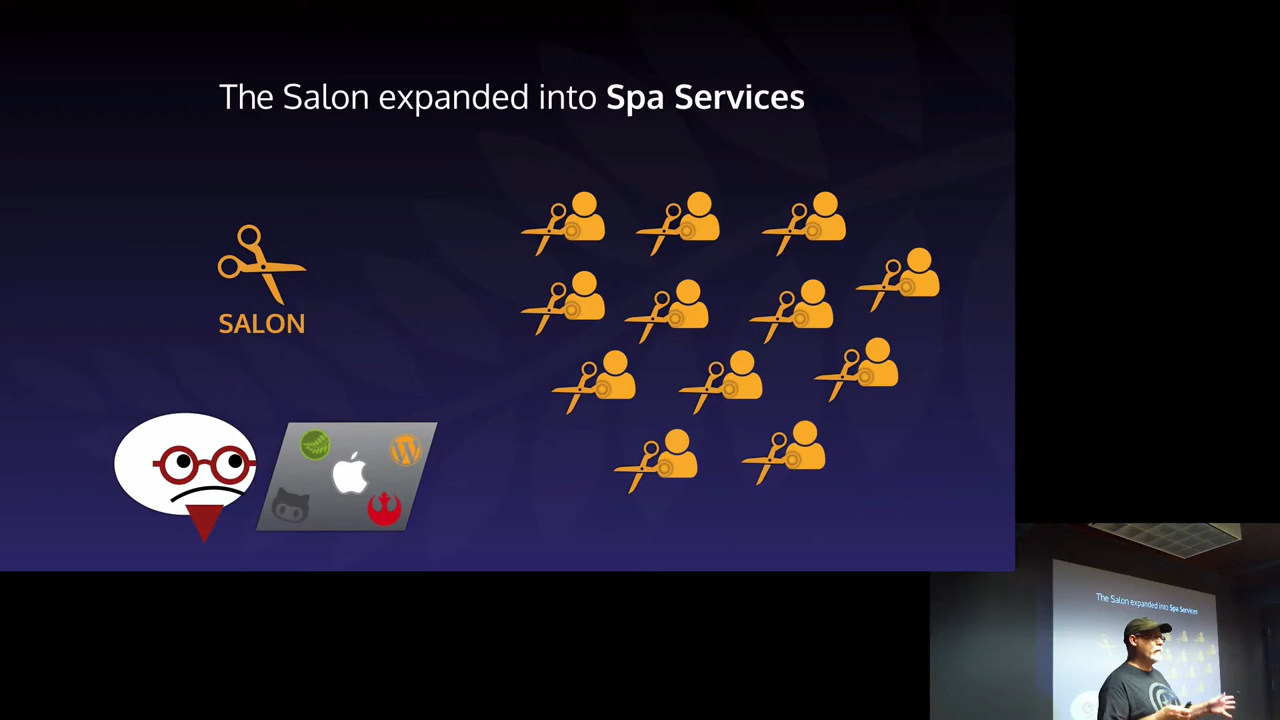 The Salon expanded into Spa Services
SALON
The Salon expanded into Spa Services